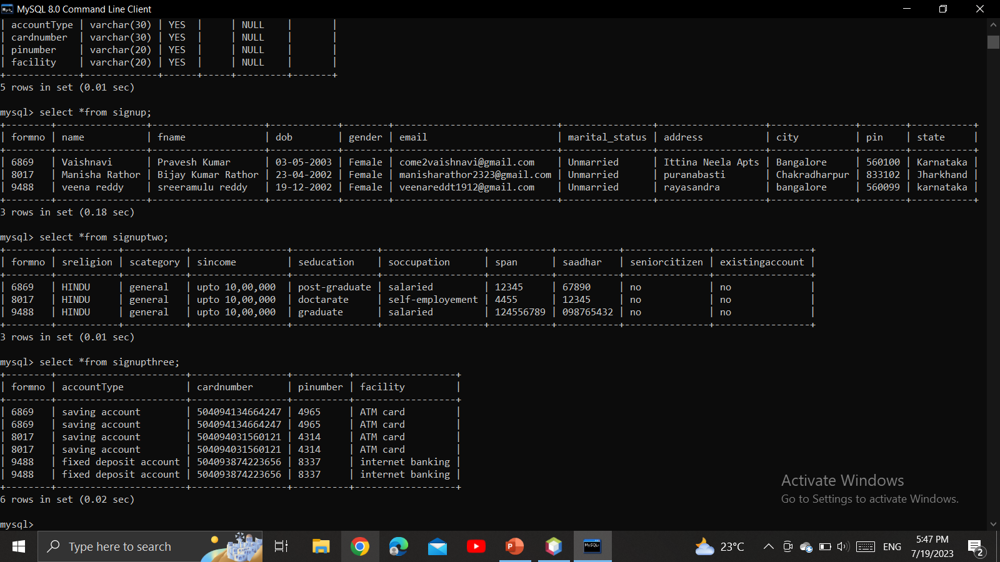 MySQL 8.0 Command Line Client
| accountType | varchar(30) | YES  |     | NULL    |       |
| cardnumber  | varchar(30) | YES  |     | NULL    |       |
| pinumber    | varchar(20) | YES  |     | NULL    |       |
| facility    | varchar(20) | YES  |     | NULL    |       |
+-------------+-------------+------+-----+---------+-------+
5 rows in set (0.01 sec)
mysql> select *from signup;
+--------+----------------+--------------------+------------+--------+-----------------------------+----------------+---------------------+---------------+--------+-----------+
| formno | name           | fname              | dob        | gender | email                       | marital_status | address           | city          | pin    | state     |
+--------+----------------+--------------------+------------+--------+-----------------------------+----------------+-------------------+---------------+--------+-----------+
| 6869   | Vaishnavi      | Pravesh Kumar      | 03-05-2003 | Female | come2vaishnavi@gmail.com    | Unmarried      | Ittina Neela Apts | Bangalore     | 560100 | Karnataka |
| 8017   | Manisha Rathor | Bijay Kumar Rathor | 23-04-2002 | Female | manisharathor2323@gmail.com | Unmarried      | puranabasti       | Chakradharpur | 833102 | Jharkhand |
| 9488   | veena reddy    | sreeramulu reddy   | 19-12-2002 | Female | veenareddt1912@gmail.com    | Unmarried      | rayasandra        | bangalore     | 560099 | karnataka |
+--------+----------------+--------------------+------------+--------+-----------------------------+----------------+-------------------+---------------+--------+-----------+
3 rows in set (0.18 sec)
mysql> select *from signuptwo;
+--------+-----------+-----------+-----------------+---------------+------------------+-----------+-----------+---------------+-----------------+
| formno | sreligion | scategory | sincome         | seducation    | soccupation      | span      | saadhar   | seniorcitizen | existingaccount |
+--------+-----------+-----------+-----------------+---------------+------------------+-----------+-----------+---------------+-----------------+
| 6869   | HINDU     | general   | upto 10,00,000  | post-graduate | salaried         | 12345     | 67890     | no            | no              |
| 8017   | HINDU     | general   | upto 10,00,000  | doctarate     | self-employement | 4455      | 12345     | no            | no              |
| 9488   | HINDU     | general   | upto 10,00,000  | graduate      | salaried         | 124556789 | 098765432 | no            | no              |
+--------+-----------+-----------+-----------------+---------------+------------------+-----------+-----------+---------------+-----------------+
3 rows in set (0.01 sec)
mysql> select *from signupthree;
+--------+-----------------------+-----------------+----------+------------------+
| formno | accountType           | cardnumber      | pinumber | facility         |
+--------+-----------------------+-----------------+----------+------------------+
| 6869   | saving account        | 504094134664247 | 4965     | ATM card         |
| 6869   | saving account        | 504094134664247 | 4965     | ATM card         |
| 8017   | saving account        | 504094031560121 | 4314     | ATM card         |
| 8017   | saving account        | 504094031560121 | 4314     | ATM card         |
| 9488   | fixed deposit account | 504093874223656 | 8337     | internet banking |
| 9488   | fixed deposit account | 504093874223656 | 8337     | internet banking |
+--------+-----------------------+-----------------+----------+------------------+
6 rows in set (0.02 sec)
mysql>
Activate Windows
Go to Settings to activate Windows.
Type here to search
MySQL
23°C
ENG
5:47 PM
7/19/2023
2